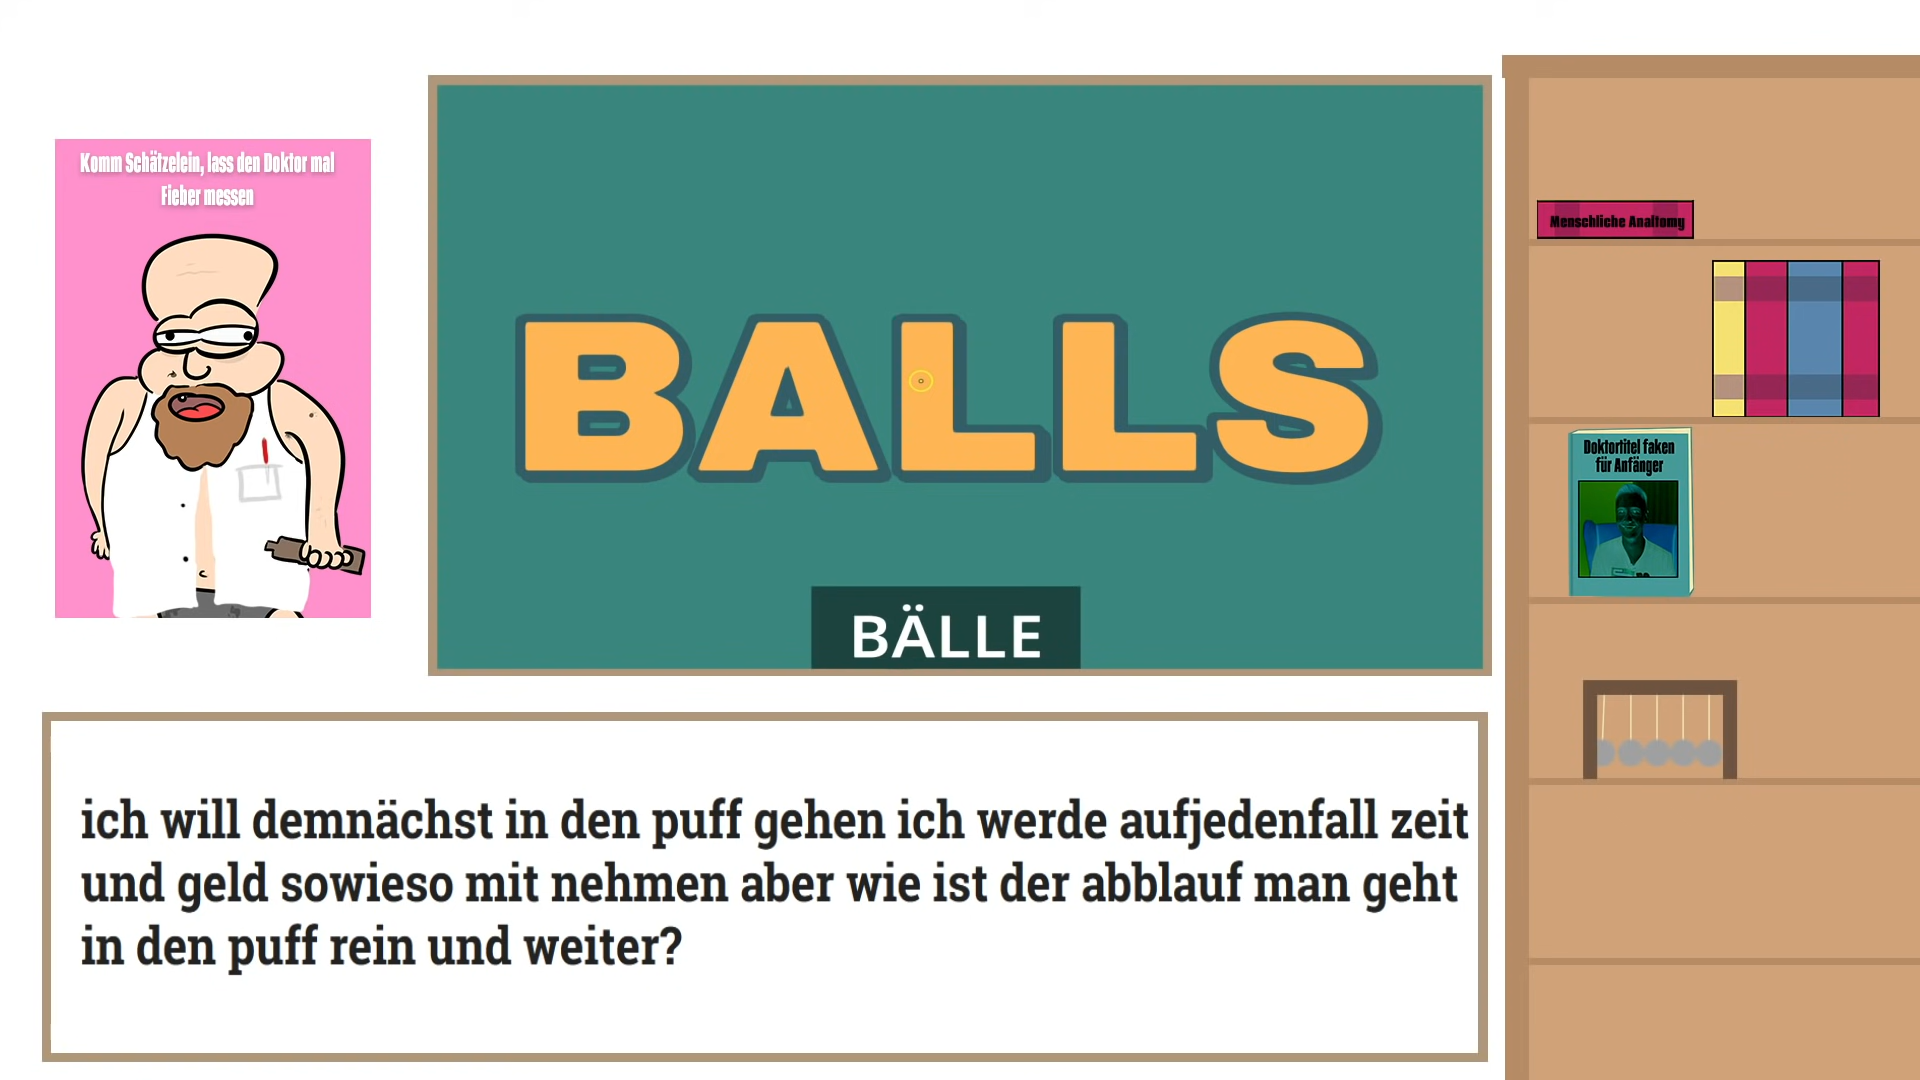 Komm Schätzelein, lass den Doktor mal
Fieber messen
BALLS
BÄLLE
Menschliche Analtomy
Doktortitel faken
für Anfänger
ich will demnächst in den puff gehen ich werde aufjedenfall zeit
und geld sowieso mit nehmen aber wie ist der abblauf man geht
in den puff rein und weiter?